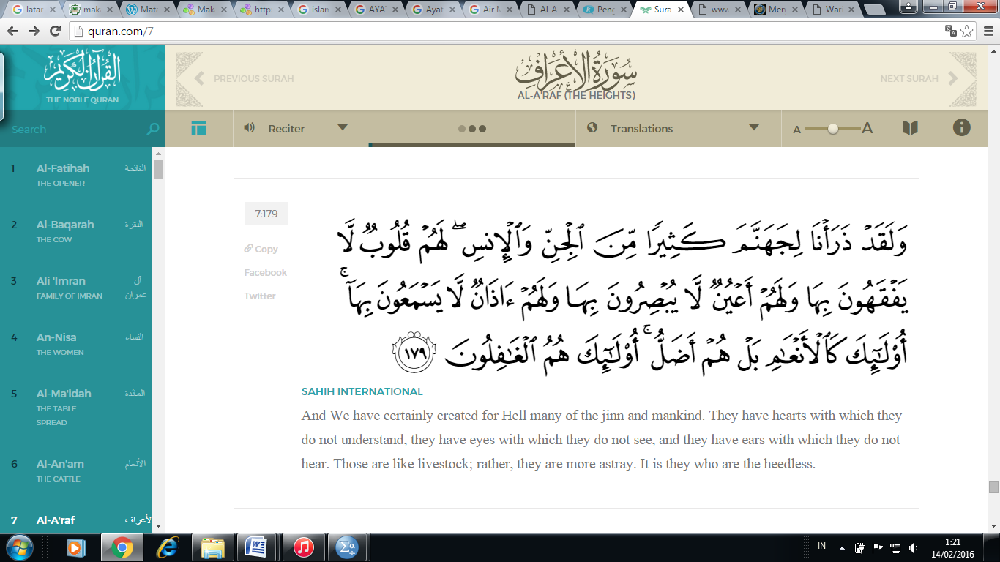 latar
mak
Mata
Mak
http
islan
AYAT
Ayat
Air M
Al-A
Peng
Sura
www
Men
War
quran.com/7
القرآن الكريم
THE NOBLE QURAN
PREVIOUS SURAH
سورة الأعراف
AL-A'RAF (THE HEIGHTS)
NEXT SURAH
Search
Reciter
Translations
A
A
1 Al-Fatihah الفاتحة
THE OPENER
2 Al-Baqarah البقرة
THE COW
3 Ali 'Imran آل عمران
FAMILY OF IMRAN
4 An-Nisa النساء
THE WOMEN
5 Al-Ma'idah المائدة
THE TABLE
SPREAD
6 Al-An'am الأنعام
THE CATTLE
7 Al-A'raf الأعراف
7:179
Copy
Facebook
Twitter
وَلَقَدْ ذَرَأْنَا لِجَهَنَّمَ كَثِيرًا مِّنَ ٱلْجِنِّ وَٱلْإِنسِ ۖ لَهُمْ قُلُوبٌ لَّا
يَفْقَهُونَ بِهَا وَلَهُمْ أَعْيُنٌ لَّا يُبْصِرُونَ بِهَا وَلَهُمْ ءَاذَانٌ لَّا يَسْمَعُونَ بِهَآ ۚ
أُو۟لَـٰٓئِكَ كَٱلْأَنْعَـٰمِ بَلْ هُمْ أَضَلُّ ۚ أُو۟لَـٰٓئِكَ هُمُ ٱلْغَـٰفِلُونَ ١٧٩
SAHIH INTERNATIONAL
And We have certainly created for Hell many of the jinn and mankind. They have hearts with which they
do not understand, they have eyes with which they do not see, and they have ears with which they do not
hear. Those are like livestock; rather, they are more astray. It is they who are the heedless.
IN
1:21
14/02/2016